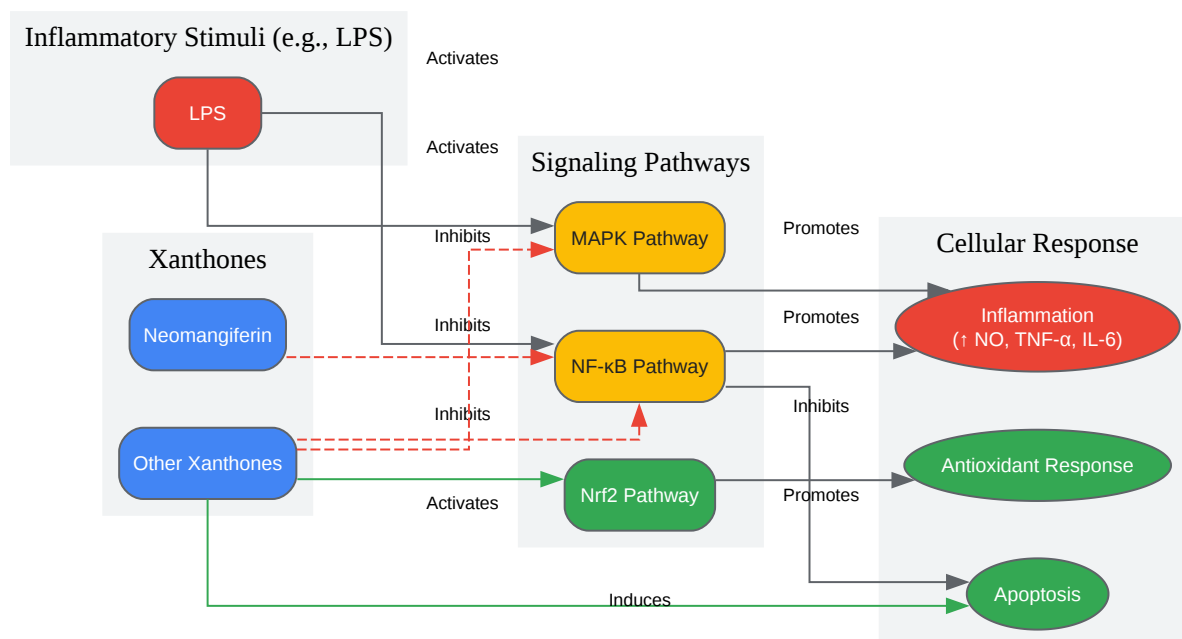 Inflammatory Stimuli (e.g., LPS)
LPS
Activates
Activates
Xanthones
Neomangiferin
Other Xanthones
Inhibits
Inhibits
Inhibits
Activates
Induces
Signaling Pathways
MAPK Pathway
NF-κB Pathway
Nrf2 Pathway
Promotes
Promotes
Inhibits
Promotes
Cellular Response
Inflammation
(↑ NO, TNF-α, IL-6)
Antioxidant Response
Apoptosis